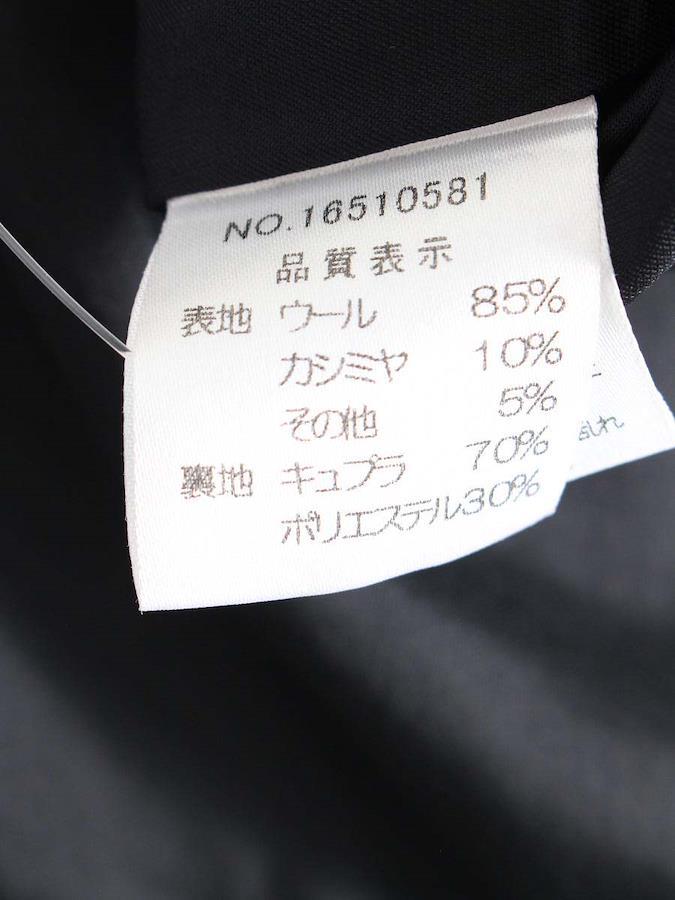 NO.16510581
品質表示
表地 ウール 85%
カシミヤ 10%
その他 5%
裏地 キュプラ 70%
ポリエステル30%